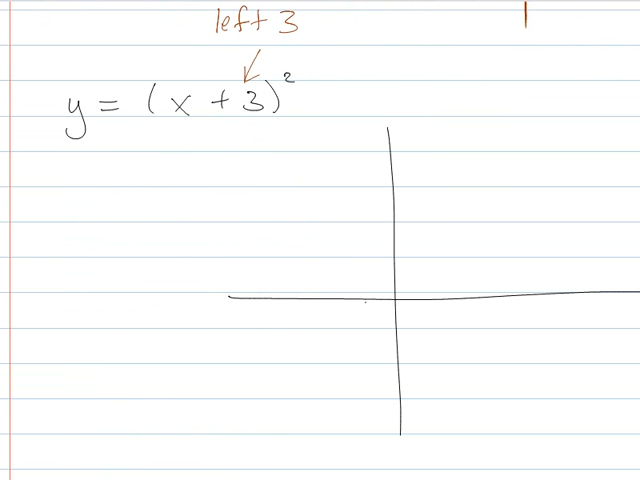 left 3
y = (x + 3)²